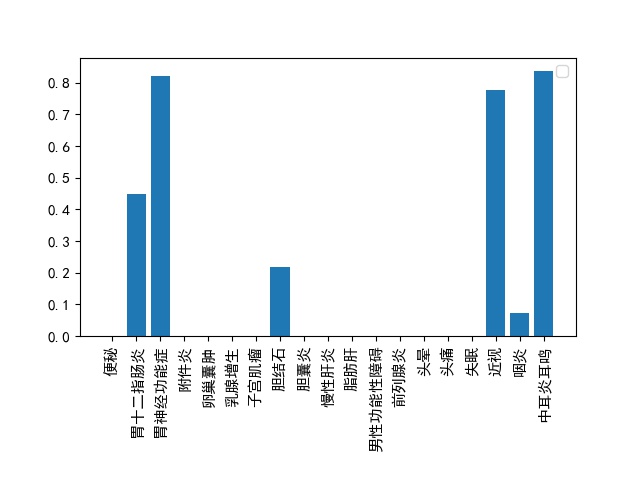 0.8
0.7
0.6
0.5
0.4
0.3
0.2
0.1
0.0
便秘
胃十二指肠炎
胃神经功能症
附件炎
卵巢囊肿
乳腺增生
子宫肌瘤
胆结石
胆囊炎
慢性肝炎
脂肪肝
男性功能性障碍
前列腺炎
头晕
头痛
失眠
近视
咽炎
中耳炎耳鸣